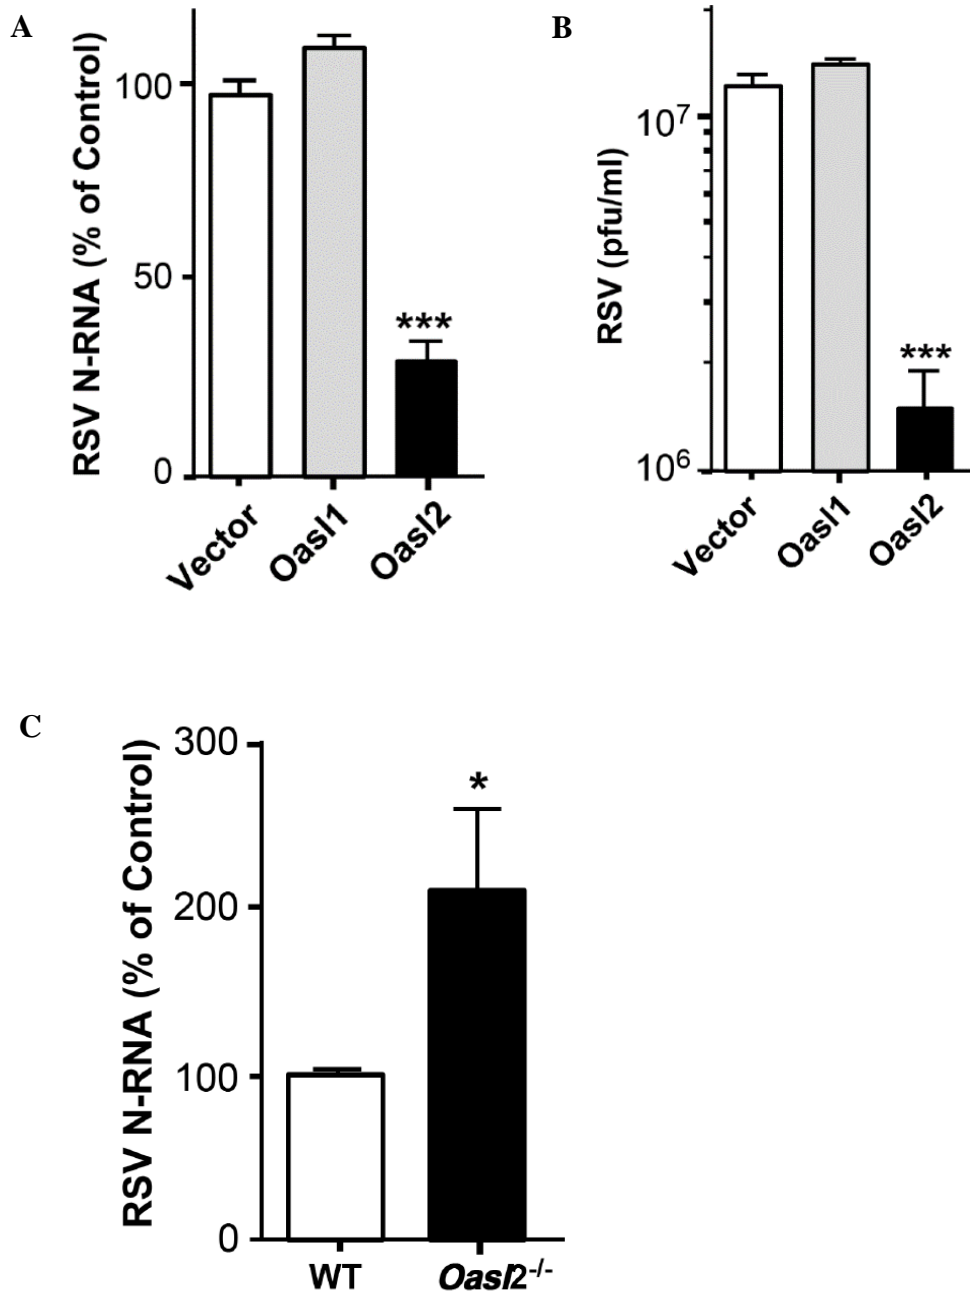 A
RSV N-RNA (% of Control)
100
50
0
***
Vector
Oasl1
Oasl2
B
RSV (pfu/ml)
10⁷
10⁶
***
Vector
Oasl1
Oasl2
C
RSV N-RNA (% of Control)
300
200
100
0
*
WT
Oasl2⁻/⁻